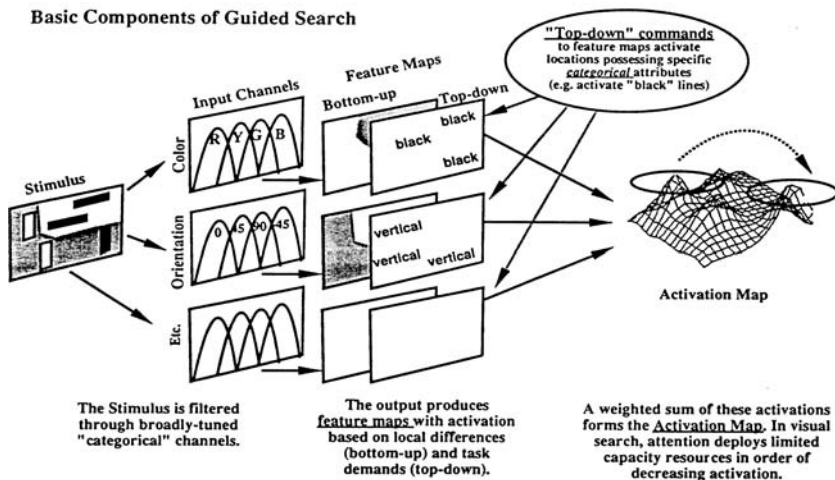 Basic Components of Guided Search
"Top-down" commands
to feature maps activate
locations possessing specific
categorical attributes
(e.g. activate "black" lines)
Feature Maps
Input Channels
Bottom-up
Top-down
Stimulus
Color
R Y G B
black
black
black
Orientation
0 45 90 -45
vertical
vertical
vertical
Etc.
Activation Map
The Stimulus is filtered
through broadly-tuned
"categorical" channels.
The output produces
feature maps with activation
based on local differences
(bottom-up) and task
demands (top-down).
A weighted sum of these activations
forms the Activation Map. In visual
search, attention deploys limited
capacity resources in order of
decreasing activation.